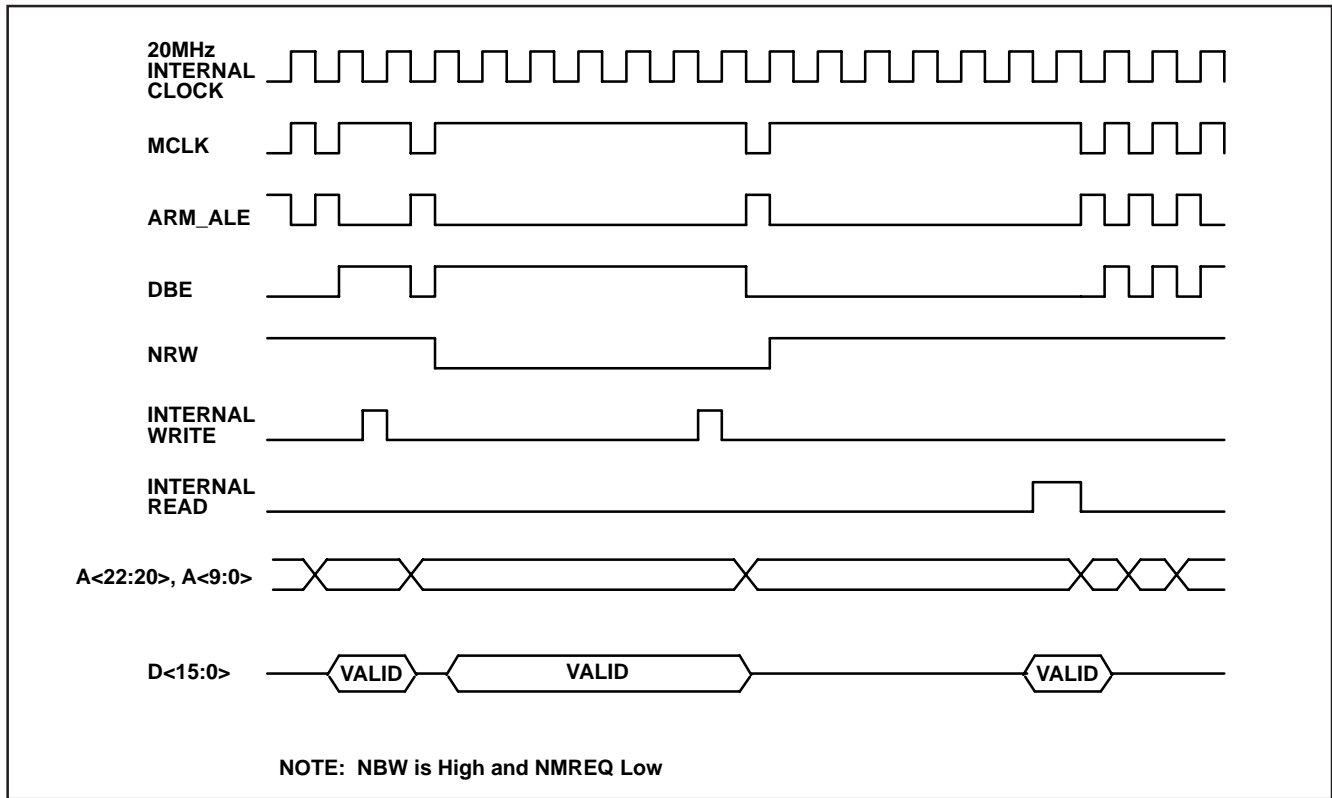 20MHz
INTERNAL
CLOCK
MCLK
ARM_ALE
DBE
NRW
INTERNAL
WRITE
INTERNAL
READ
A<22:20>, A<9:0>
D<15:0>
VALID
VALID
VALID
NOTE: NBW is High and NMREQ Low